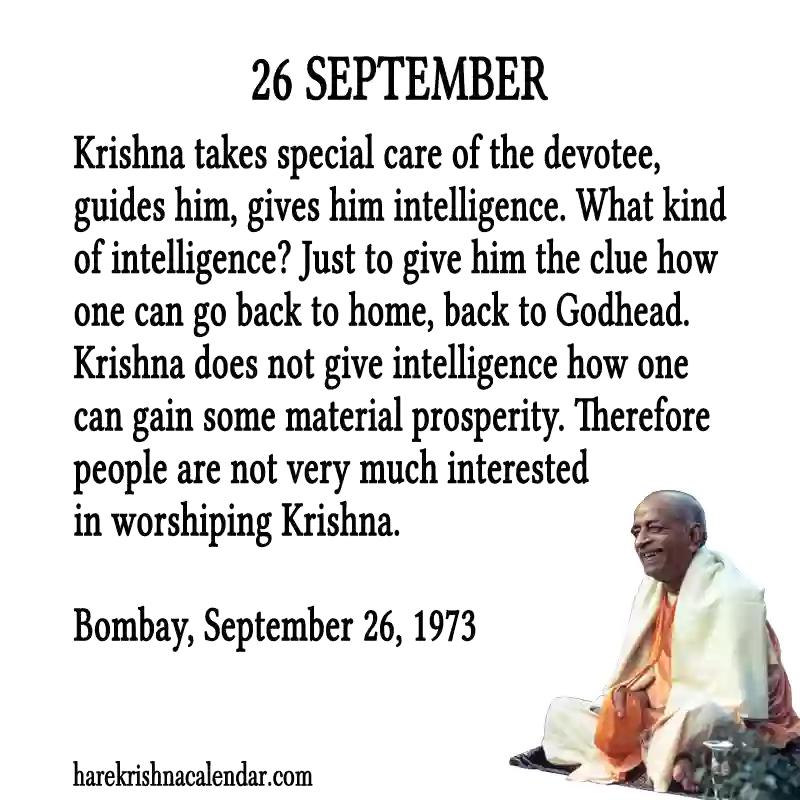 26 SEPTEMBER
Krishna takes special care of the devotee,
guides him, gives him intelligence. What kind
of intelligence? Just to give him the clue how
one can go back to home, back to Godhead.
Krishna does not give intelligence how one
can gain some material prosperity. Therefore
people are not very much interested
in worshiping Krishna.
Bombay, September 26, 1973
harekrishnacalendar.com